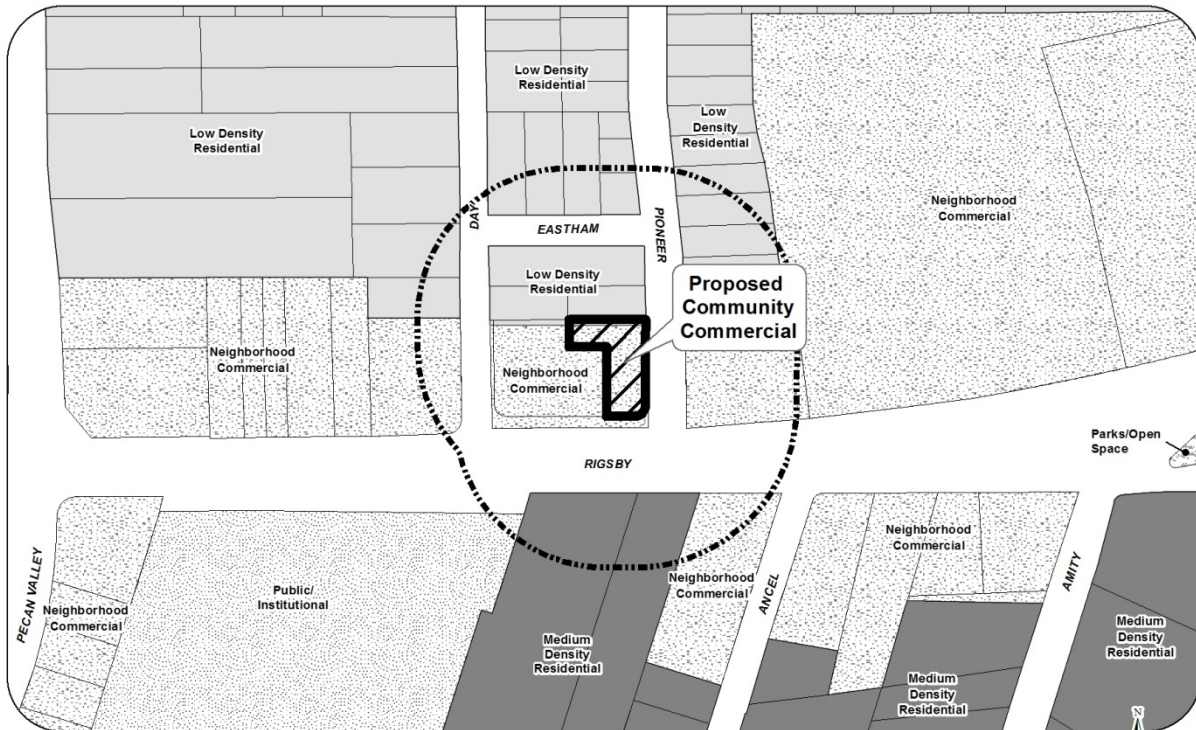 Low Density
Residential
Low Density
Residential
Low
Density
Residential
Neighborhood
Commercial
DAY
EASTHAM
PIONEER
Low Density
Residential
Proposed
Community
Commercial
Neighborhood
Commercial
Neighborhood
Commercial
RIGSBY
Parks/Open
Space
PECAN VALLEY
Neighborhood
Commercial
Public/
Institutional
Medium
Density
Residential
Neighborhood
Commercial
ANCEL
Neighborhood
Commercial
AMITY
Medium
Density
Residential
Medium
Density
Residential
N